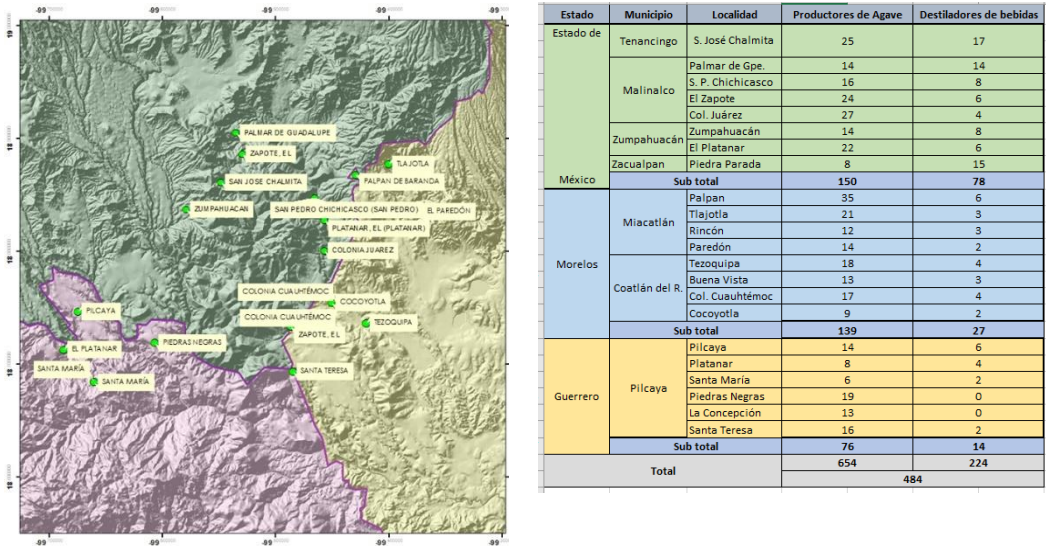 -99
-99
-99
-99
-99
19
18
18
18
18
PALMAR DE GUADALUPE
ZAPOTE, EL
TLAJOTLA
SAN JOSE CHALMITA
PALPAN DE BARANDA
ZUMPAHUACAN
SAN PEDRO CHICHICASCO (SAN PEDRO)
EL PAREDÓN
PLATANAR, EL (PLATANAR)
COLONIA JUAREZ
COLONIA CUAUHTÉMOC
COCOYOTLA
PILCAYA
COLONIA CUAUHTÉMOC
TEZOQUIPA
ZAPOTE, EL
PIEDRAS NEGRAS
EL PLATANAR
SANTA MARÍA
SANTA TERESA
SANTA MARÍA
-99
-99
-99
-99
-99
Estado Municipio Localidad Productores de Agave Destiladores de bebidas
Estado de
Tenancingo S. José Chalmita 25 17
Palmar de Gpe. 14 14
Malinalco
S. P. Chichicasco 16 8
El Zapote 24 6
Col. Juárez 27 4
Zumpahuacán
Zumpahuacán 14 8
El Platanar 22 6
Zacualpan Piedra Parada 8 15
México Sub total 150 78
Morelos
Miacatlán
Palpan 35 6
Tlajotla 21 3
Rincón 12 3
Paredón 14 2
Coatlán del R.
Tezoquipa 18 4
Buena Vista 13 3
Col. Cuauhtémoc 17 4
Cocoyotla 9 2
Sub total 139 27
Guerrero
Pilcaya
Pilcaya 14 6
Platanar 8 4
Santa María 6 2
Piedras Negras 19 0
La Concepción 13 0
Santa Teresa 16 2
Sub total 76 14
Total 654 224
484